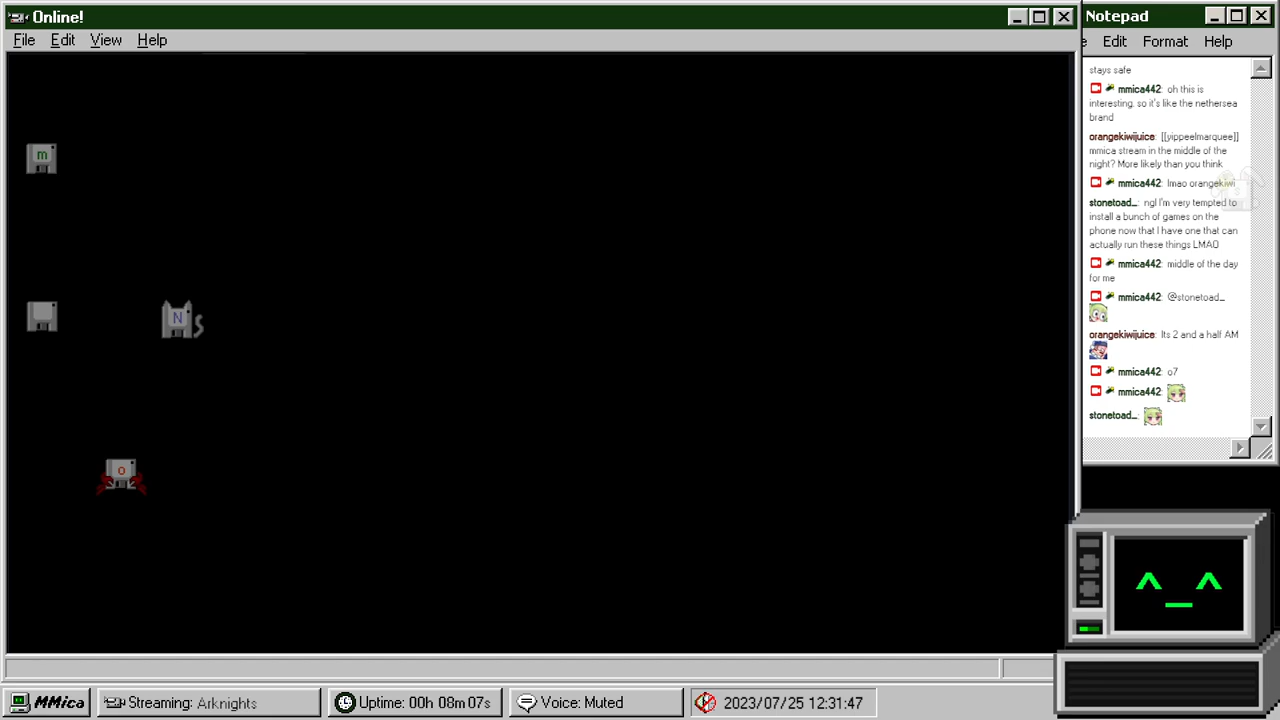 Online!
File Edit View Help
m
N
o
^_^
Notepad
Edit Format Help
stays safe
mmica442: oh this is
interesting. so it's like the nethersea
brand
orangekiwijuice: [[yippeelmarquee]]
mmica stream in the middle of the
night? More likely than you think
mmica442: lmao orangekiwi
stonetoad_: ngl I'm very tempted to
install a bunch of games on the
phone now that I have one that can
actually run these things LMAO
mmica442: middle of the day
for me
mmica442: @stonetoad_
orangekiwijuice: Its 2 and a half AM
mmica442: o7
mmica442:
stonetoad_:
MMica
Streaming: Arknights
Uptime: 00h 08m 07s
Voice: Muted
2023/07/25 12:31:47